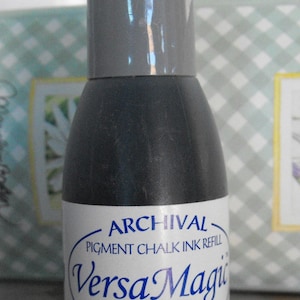 ARCHIVAL
PIGMENT CHALK INK REFILL
VersaMagic